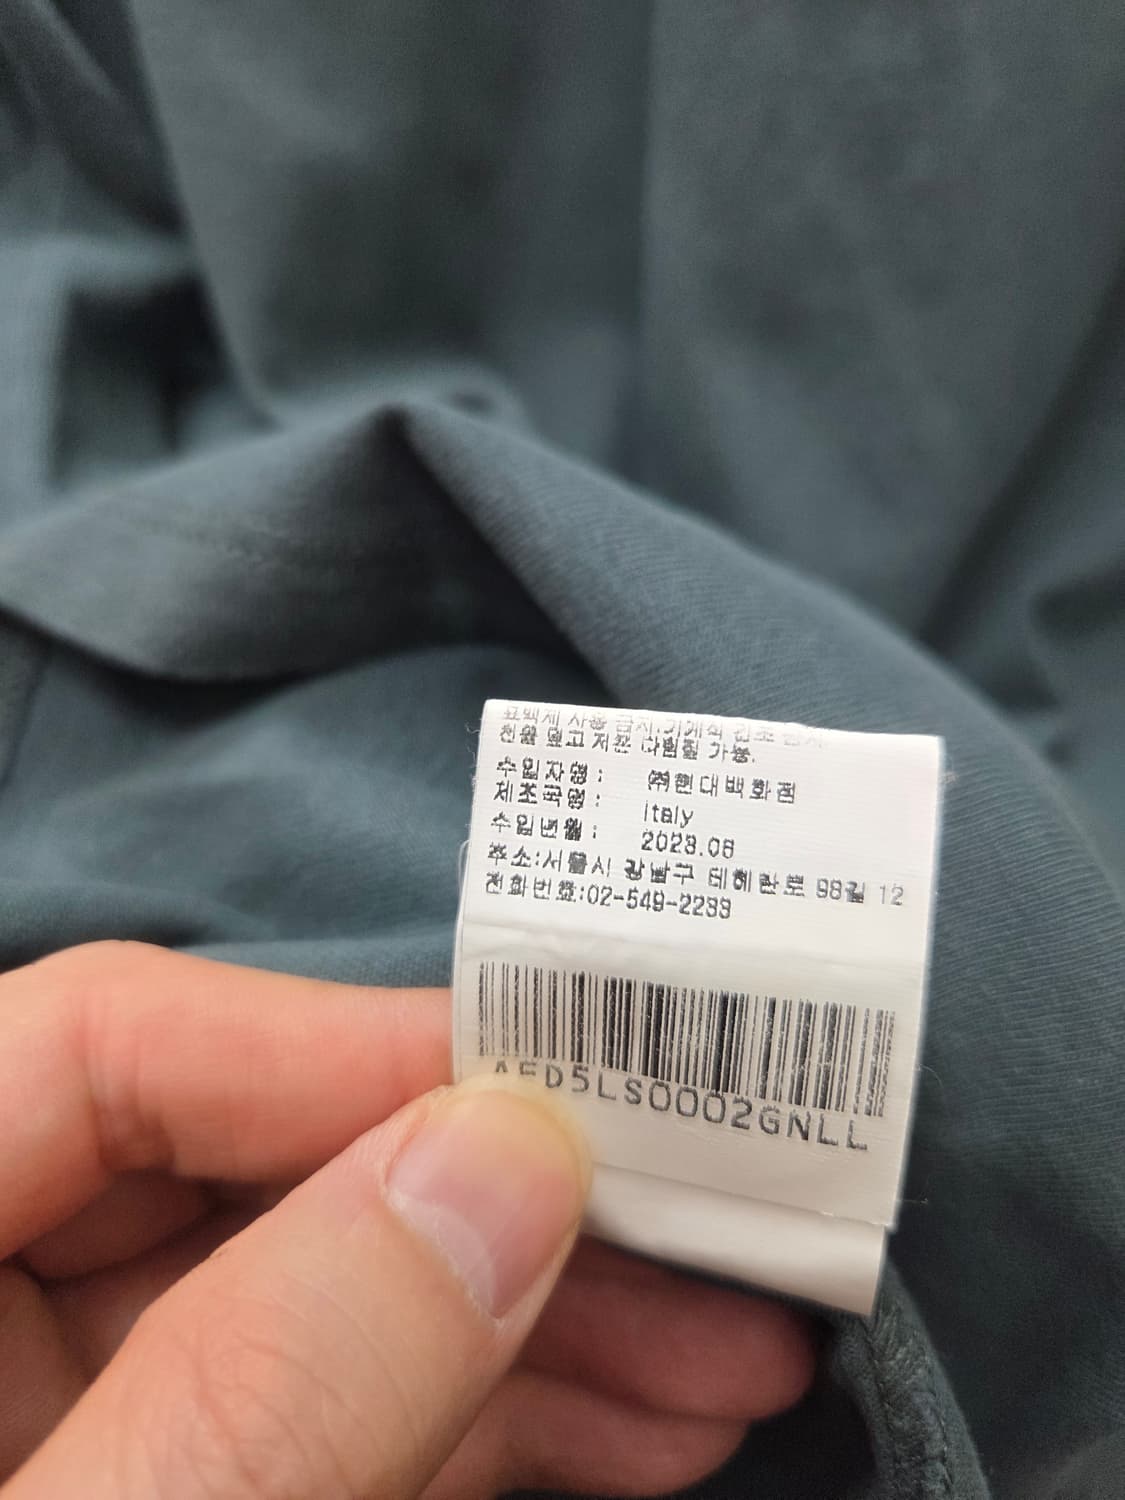 표백제 사용 금지.기계적 건조 금지.
천을 덮고 저온 다림질 가능.
수입자명 : ㈜현대백화점
제조국명 : Italy
수입년월 : 2023.06
주소:서울시 강남구 테헤란로 98길 12
전화번호:02-549-2233
AED5LS0002GNLL